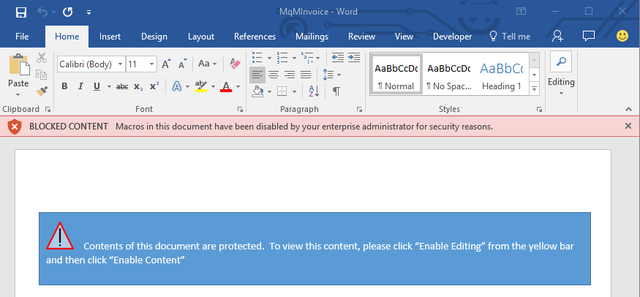 MqMInvoice - Word
File Home Insert Design Layout References Mailings Review View Developer Tell me
Calibri (Body) 11 Aa
Paste B I U abc x₂ x² A aby A
Clipboard Font Paragraph Styles
AaBbCcDc AaBbCcDc AaBbCc
¶ Normal ¶ No Spac... Heading 1
Editing
BLOCKED CONTENT Macros in this document have been disabled by your enterprise administrator for security reasons.
Contents of this document are protected. To view this content, please click “Enable Editing” from the yellow bar
and then click “Enable Content”